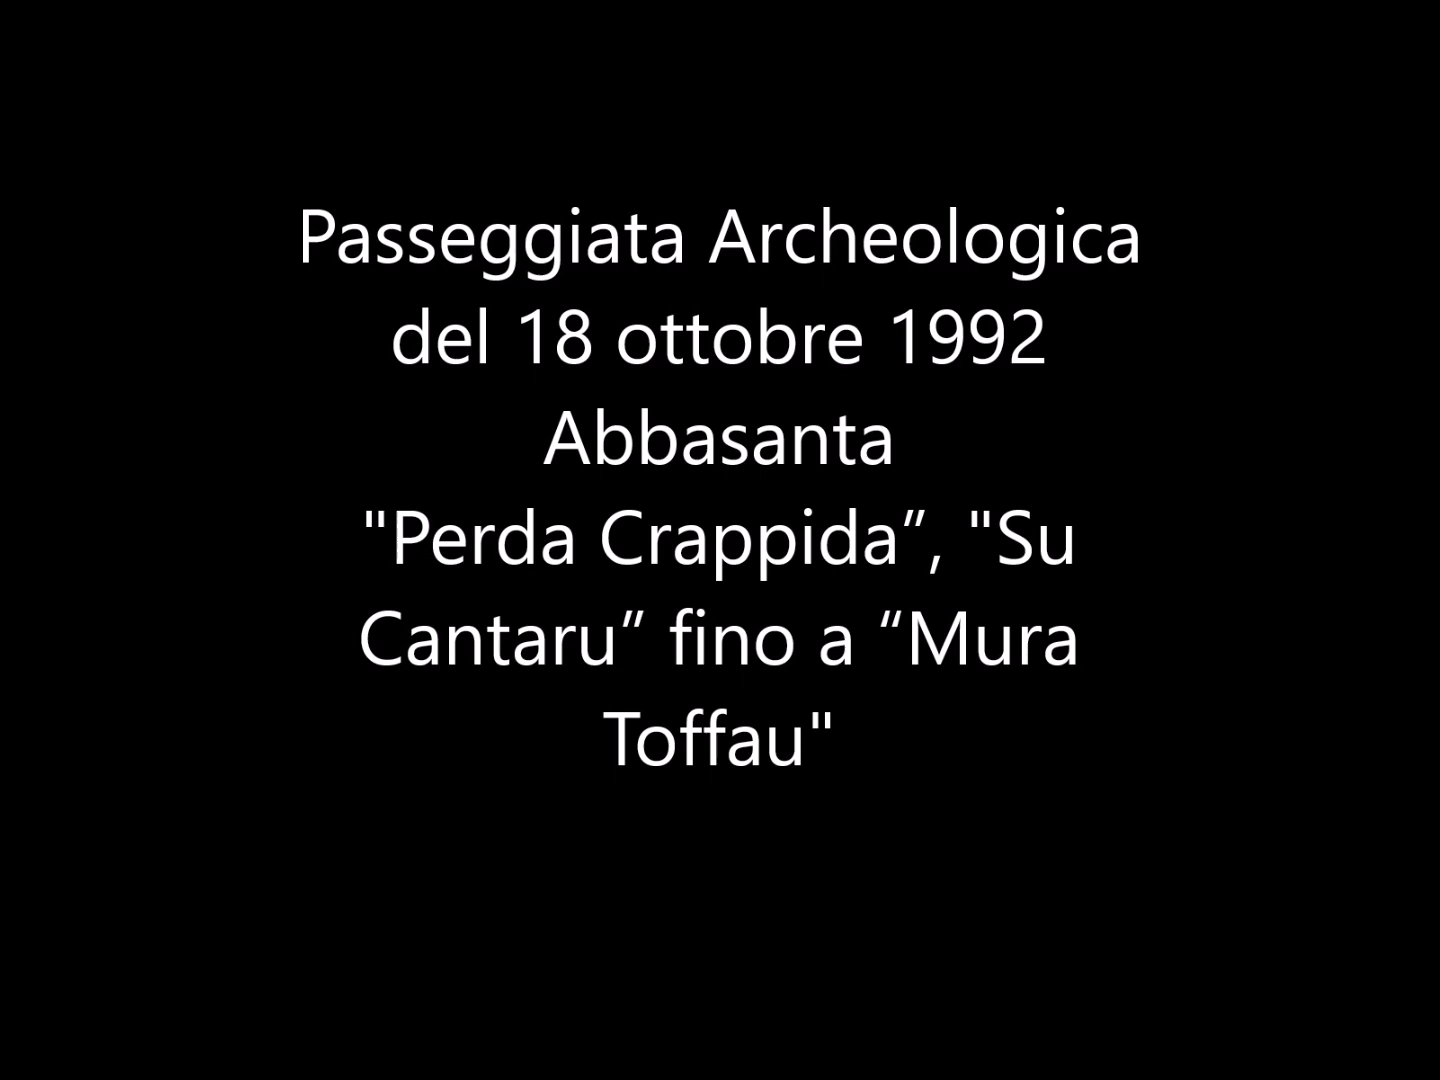 Passeggiata Archeologica
del 18 ottobre 1992
Abbasanta
"Perda Crappida”, "Su
Cantaru” fino a “Mura
Toffau"